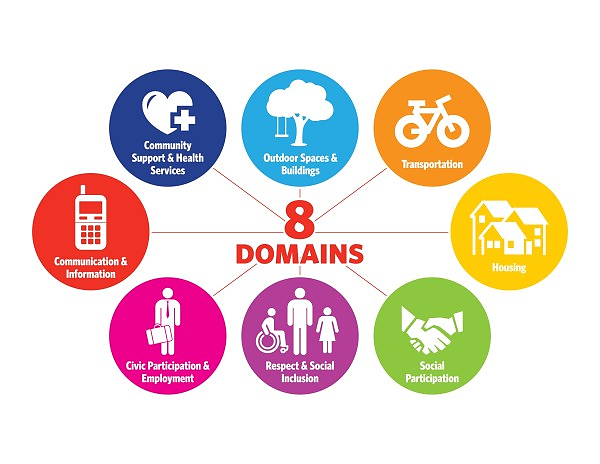 Community
Support & Health
Services
Outdoor Spaces &
Buildings
Transportation
Communication &
Information
8
DOMAINS
Housing
Civic Participation &
Employment
Respect & Social
Inclusion
Social
Participation